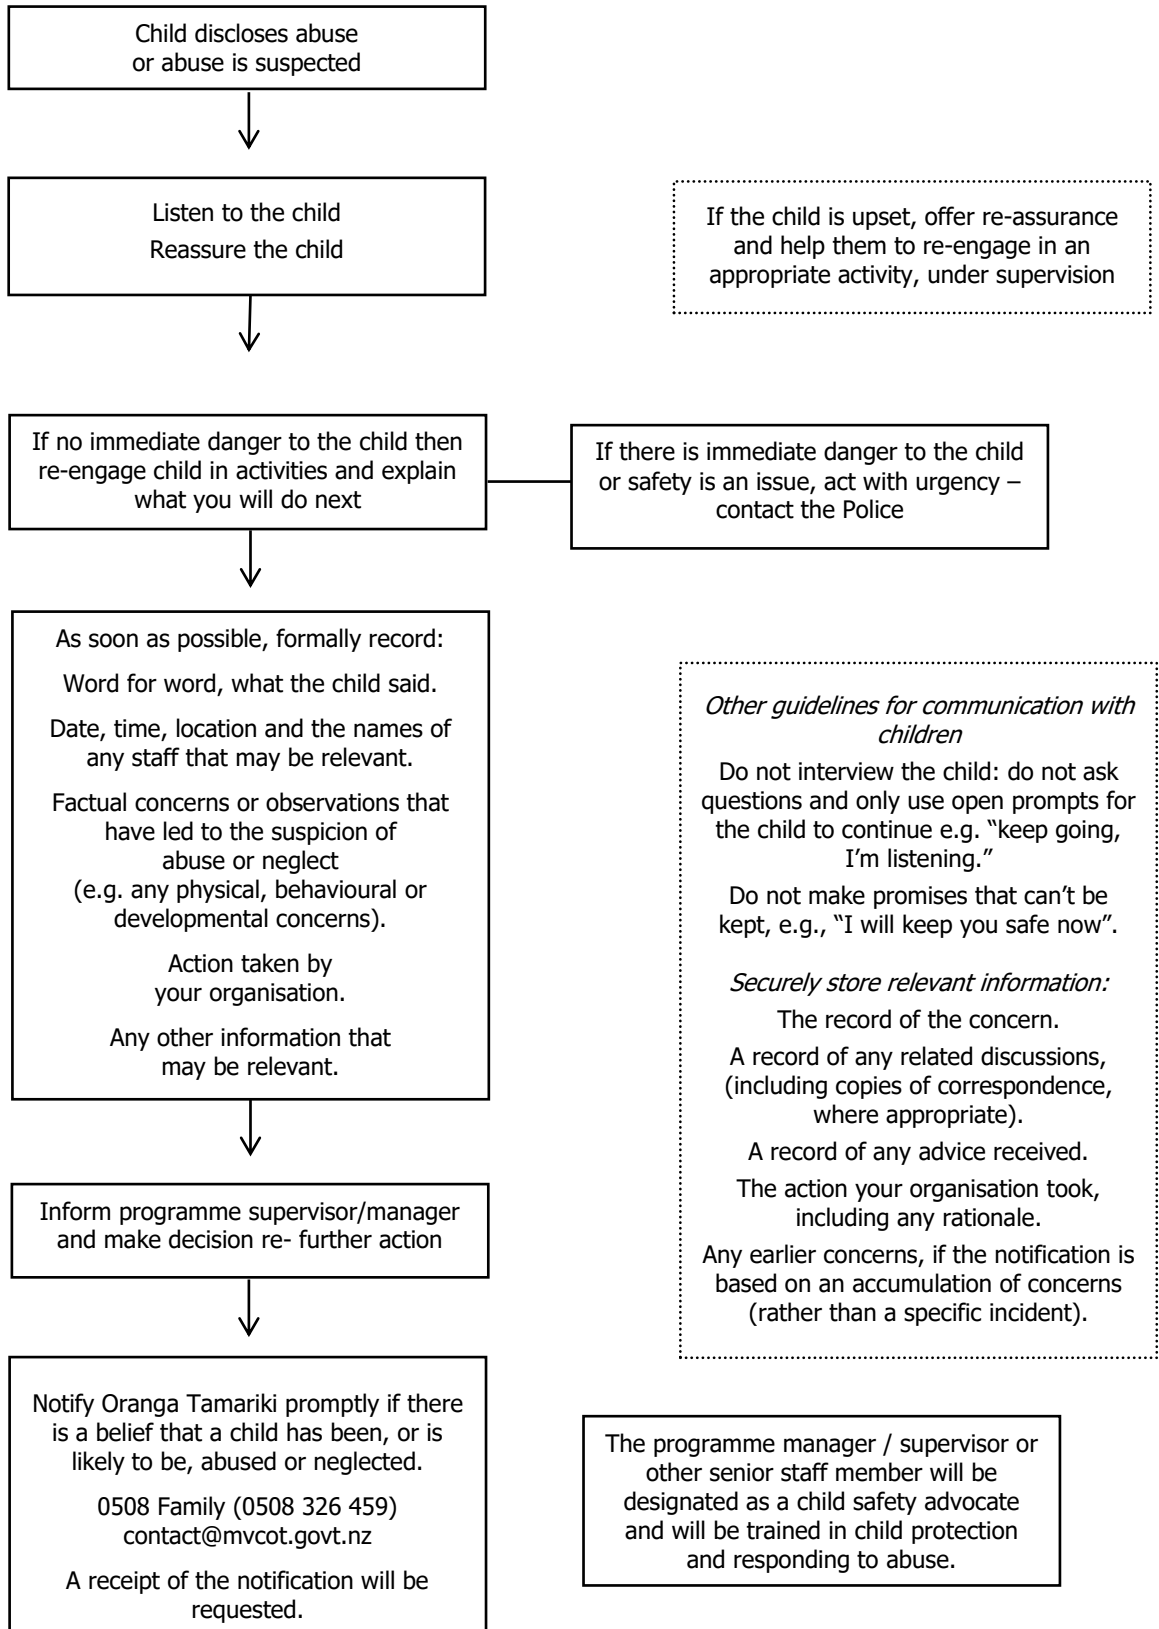 Child discloses abuse
or abuse is suspected
Listen to the child
Reassure the child
If the child is upset, offer re-assurance
and help them to re-engage in an
appropriate activity, under supervision
If no immediate danger to the child then
re-engage child in activities and explain
what you will do next
If there is immediate danger to the child
or safety is an issue, act with urgency –
contact the Police
As soon as possible, formally record:
Word for word, what the child said.
Date, time, location and the names of
any staff that may be relevant.
Factual concerns or observations that
have led to the suspicion of
abuse or neglect
(e.g. any physical, behavioural or
developmental concerns).
Action taken by
your organisation.
Any other information that
may be relevant.
Other guidelines for communication with
children
Do not interview the child: do not ask
questions and only use open prompts for
the child to continue e.g. “keep going,
I’m listening.”
Do not make promises that can’t be
kept, e.g., “I will keep you safe now”.
Securely store relevant information:
The record of the concern.
A record of any related discussions,
(including copies of correspondence,
where appropriate).
A record of any advice received.
The action your organisation took,
including any rationale.
Any earlier concerns, if the notification is
based on an accumulation of concerns
(rather than a specific incident).
Inform programme supervisor/manager
and make decision re- further action
Notify Oranga Tamariki promptly if there
is a belief that a child has been, or is
likely to be, abused or neglected.
0508 Family (0508 326 459)
contact@mvcot.govt.nz
A receipt of the notification will be
requested.
The programme manager / supervisor or
other senior staff member will be
designated as a child safety advocate
and will be trained in child protection
and responding to abuse.